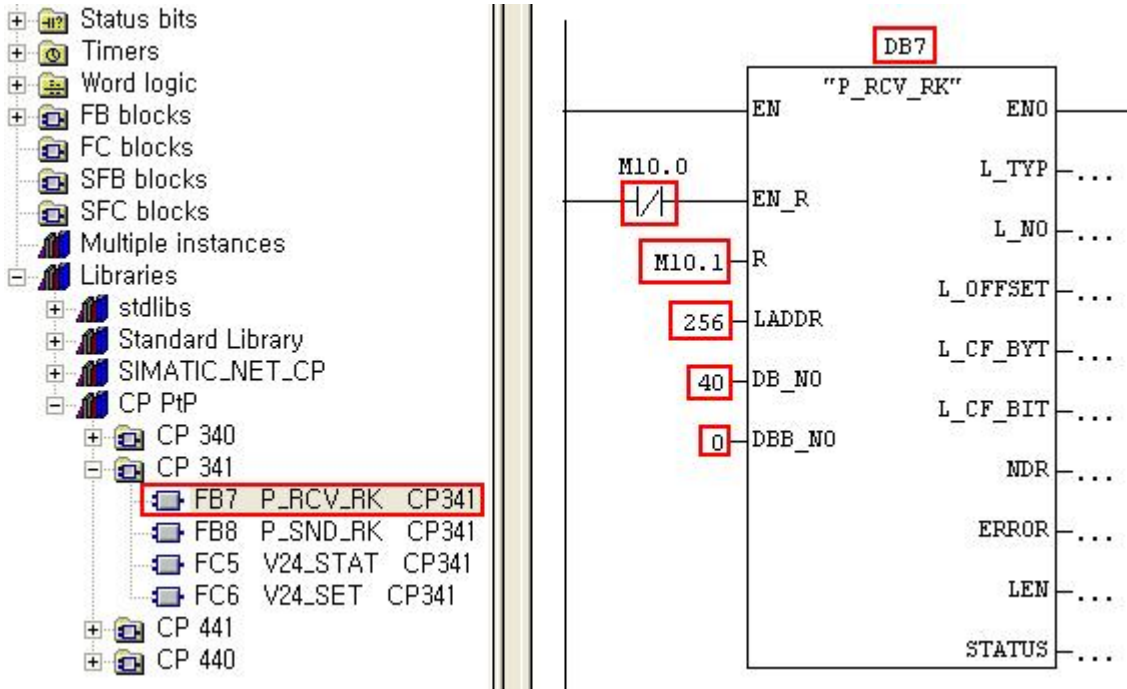 Status bits
Timers
Word logic
FB blocks
FC blocks
SFB blocks
SFC blocks
Multiple instances
Libraries
stdlibs
Standard Library
SIMATIC_NET_CP
CP PtP
CP 340
CP 341
FB7 P_RCV_RK CP341
FB8 P_SND_RK CP341
FC5 V24_STAT CP341
FC6 V24_SET CP341
CP 441
CP 440
DB7
"P_RCV_RK"
EN ENO
M10.0 L_TYP ...
EN_R
L_NO ...
M10.1 R
L_OFFSET ...
256 LADDR
L_CF_BYT ...
40 DB_NO
L_CF_BIT ...
0 DBB_NO
NDR ...
ERROR ...
LEN ...
STATUS ...